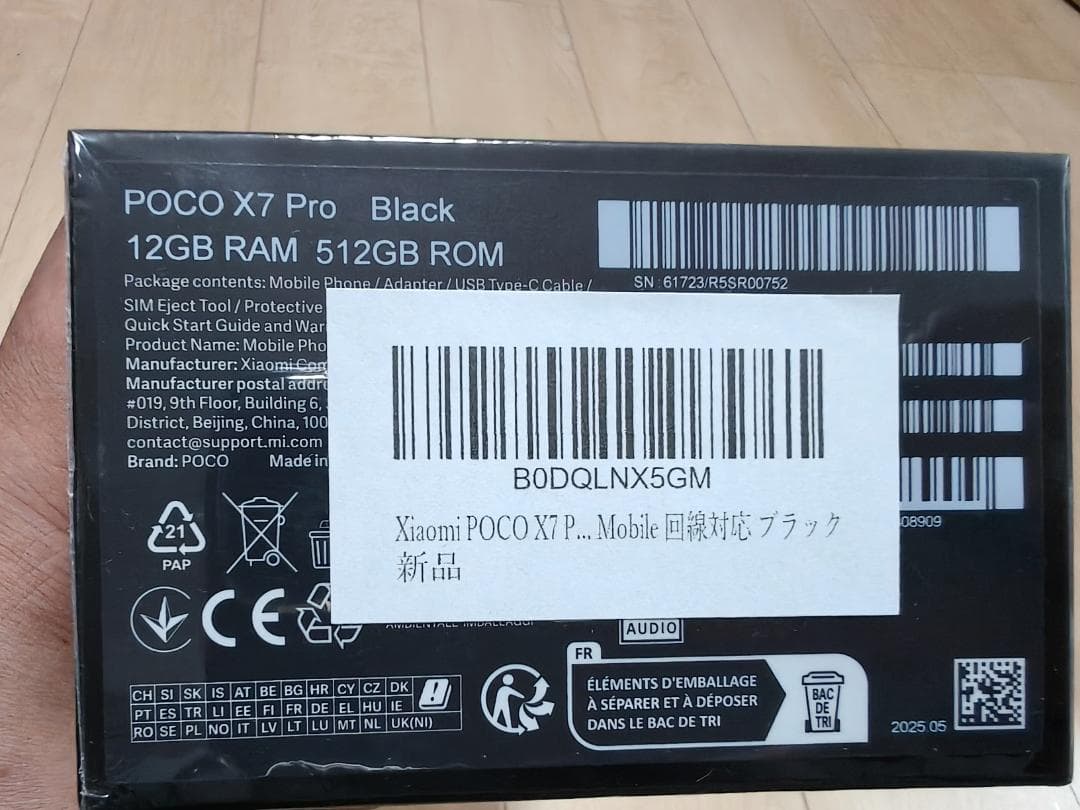 POCO X7 Pro Black
12GB RAM 512GB ROM
Package contents: Mobile Phone / Adapter / USB Type-C Cable /
SIM Eject Tool / Protective
Quick Start Guide and War
Product Name: Mobile Pho
Manufacturer: Xiaomi Com
Manufacturer postal addre
#019, 9th Floor, Building 6,
District, Beijing, China, 100
contact@support.mi.com
Brand: POCO Made in
SN: 61723/R5SR00752
B0DQLNX5GM
Xiaomi POCO X7 P... Mobile 回線対応 ブラック
新品
08909
21
PAP
CE
AMBIENTALE IMBALLAGGI
AUDIO
CH SI SK IS AT BE BG HR CY CZ DK
PT ES TR LI EE FI FR DE EL HU IE
RO SE PL NO IT LV LT LU MT NL UK(NI)
FR
ÉLÉMENTS D'EMBALLAGE
À SÉPARER ET À DÉPOSER
DANS LE BAC DE TRI
BAC
DE
TRI
2025 05